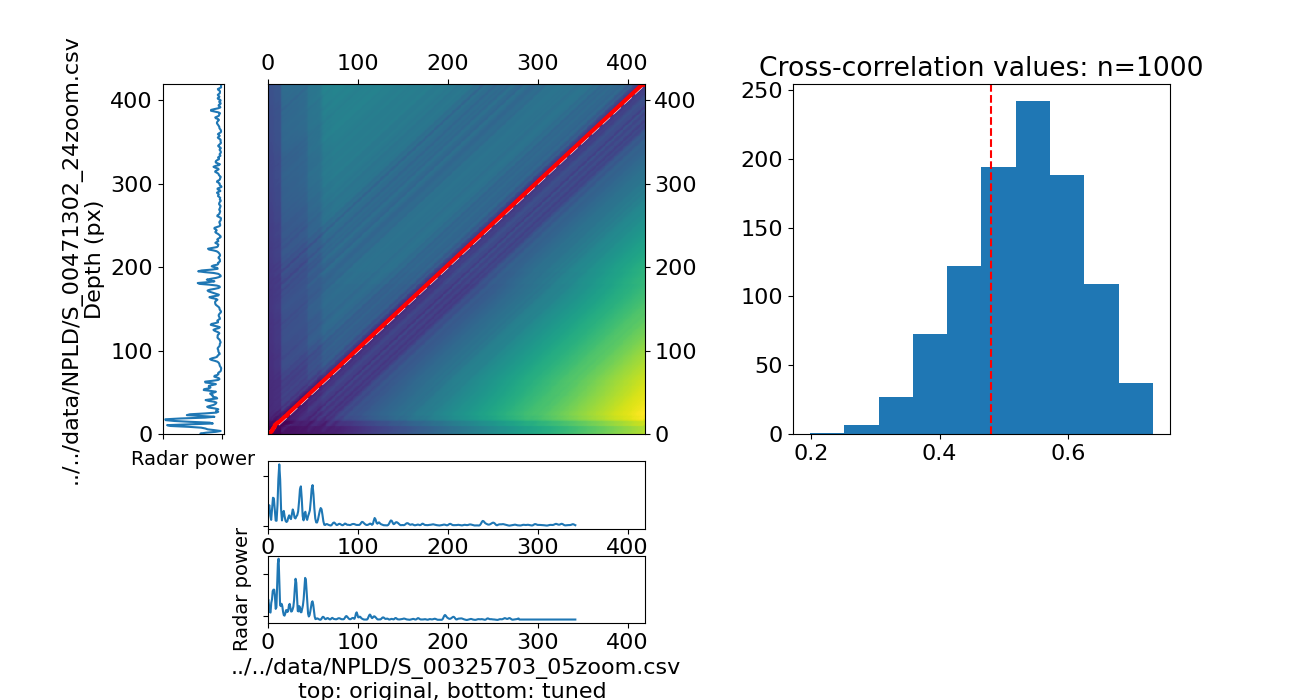 Cross-correlation values: n=1000
0 100 200 300 400
../../data/NPLD/S_00471302_24zoom.csv
Depth (px)
400
300
200
100
0
Radar power
400
300
200
100
0
250
200
150
100
50
0
0.2 0.4 0.6
0 100 200 300 400
Radar power
0 100 200 300 400
../../data/NPLD/S_00325703_05zoom.csv
top: original, bottom: tuned